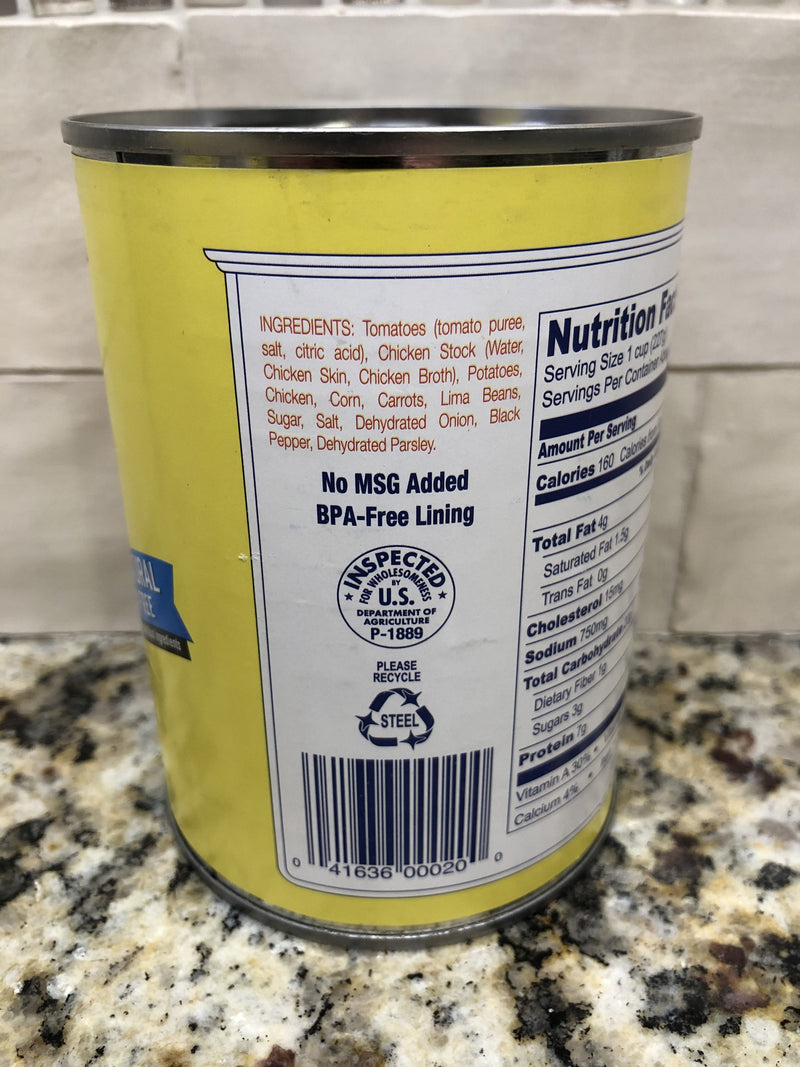 INGREDIENTS: Tomatoes (tomato puree,
salt, citric acid), Chicken Stock (Water,
Chicken Skin, Chicken Broth), Potatoes,
Chicken, Corn, Carrots, Lima Beans,
Sugar, Salt, Dehydrated Onion, Black
Pepper, Dehydrated Parsley.
No MSG Added
BPA-Free Lining
INSPECTED
FOR WHOLESOMENESS
BY
U.S.
DEPARTMENT OF
AGRICULTURE
P-1889
PLEASE
RECYCLE
STEEL
0 41636 00020 0
Nutrition
Serving Size 1 cup
Servings Per Container
Amount Per Serving
Calories 160 Calories
Total Fat 4g
Saturated Fat 1.5g
Trans Fat 0g
Cholesterol 15mg
Sodium 750mg
Total Carbohydrate
Dietary Fiber 1g
Sugars 3g
Protein 7g
Vitamin A 30% •
Calcium 4% •